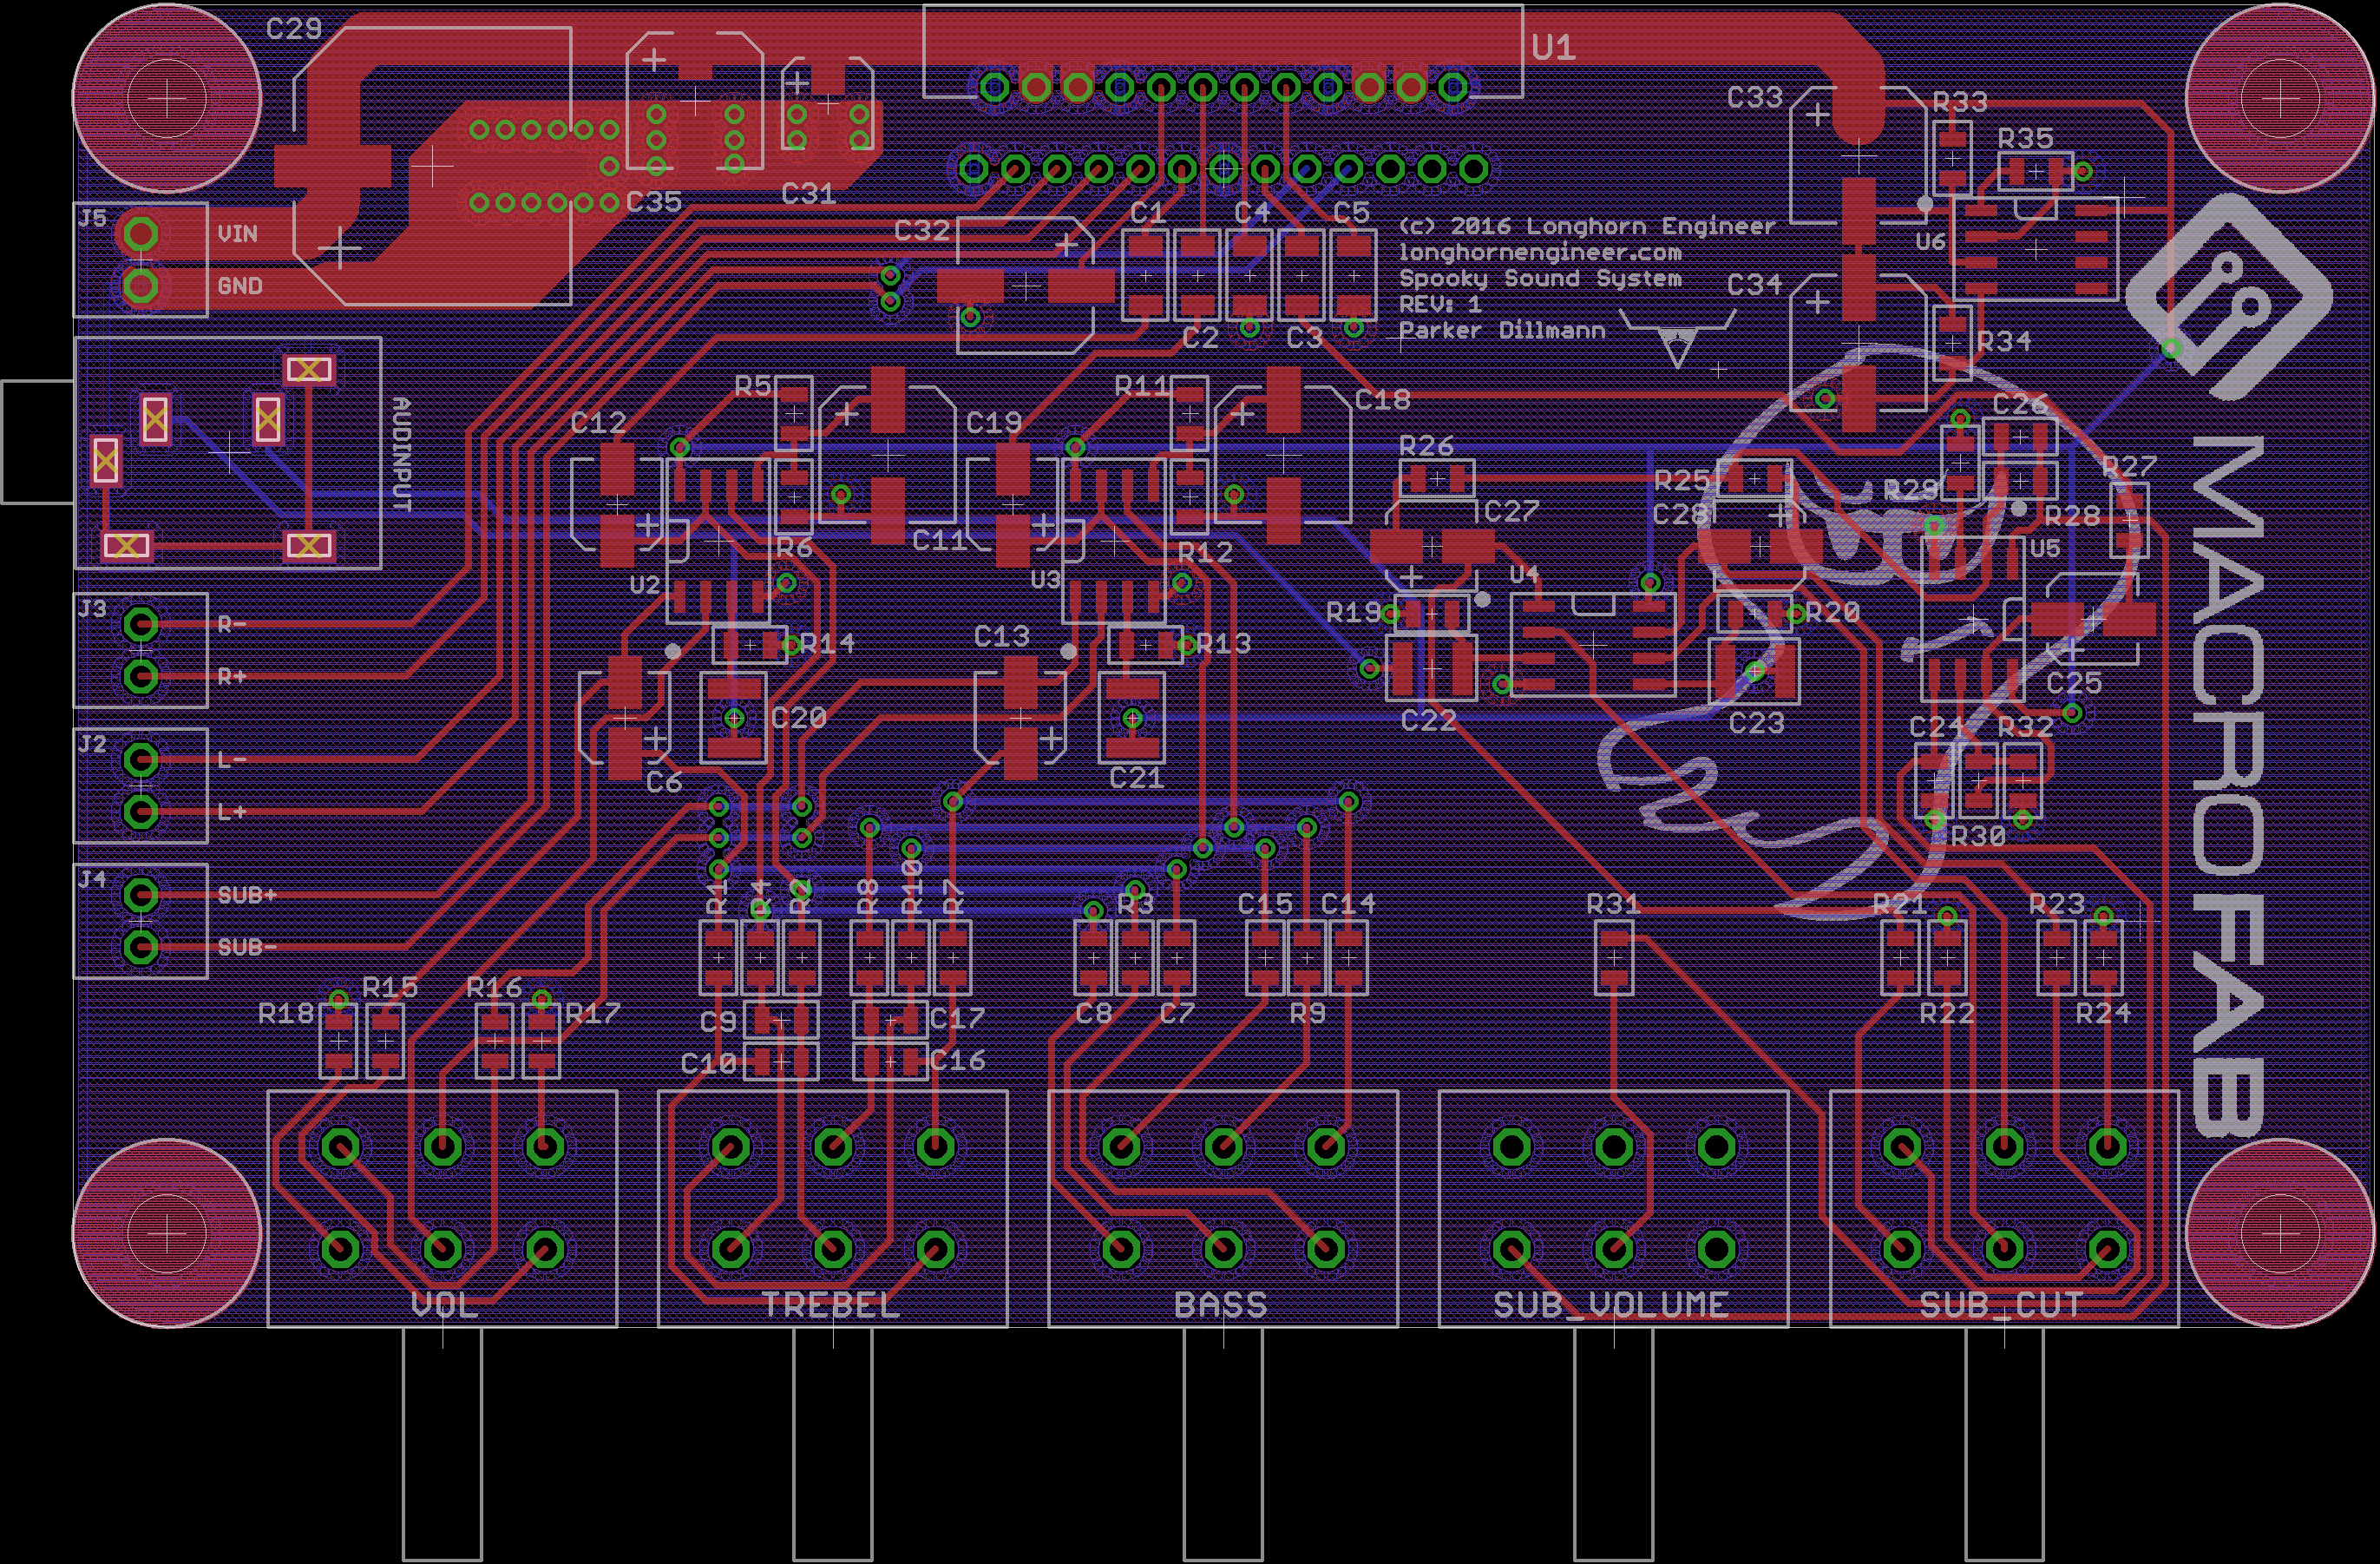 C29
U1
C33
R33
R35
C35
C31
J5
VIN
GND
C32
C1
C4
C5
(c) 2016 Longhorn Engineer
longhornengineer.com
Spooky Sound System
REV: 1
Parker Dillmann
U6
C34
C2
C3
R34
AUDINPUT
C12
R5
C19
R11
C18
C26
R26
R25
R29
R27
C27
C28
R28
C11
R6
R12
U5
U2
U3
U4
J3
R-
R+
R14
C13
R13
R19
R20
C25
C20
C22
C23
J2
L-
L+
C6
C21
C24
R32
R30
J4
SUB+
SUB-
R1
R4
R2
R8
R10
R7
R3
C15
C14
R31
R21
R23
R18
R15
R16
R17
C9
C17
C8
C7
R9
R22
R24
C10
C16
MACROFAB
VOL
TREBEL
BASS
SUB_VOLUME
SUB_CUT